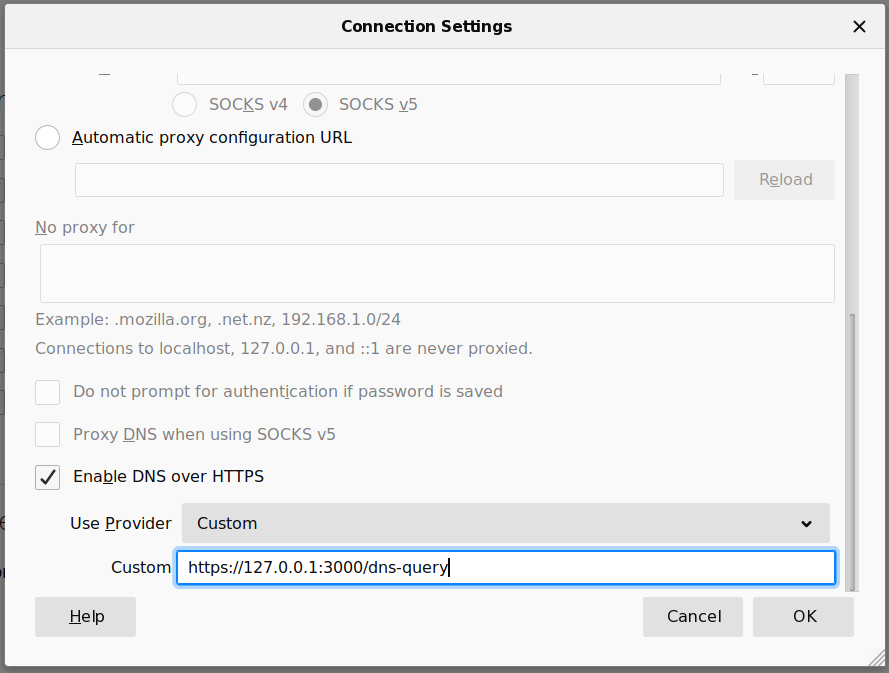 Connection Settings
SOCKS v4 SOCKS v5
Automatic proxy configuration URL
Reload
No proxy for
Example: .mozilla.org, .net.nz, 192.168.1.0/24
Connections to localhost, 127.0.0.1, and ::1 are never proxied.
Do not prompt for authentication if password is saved
Proxy DNS when using SOCKS v5
Enable DNS over HTTPS
Use Provider Custom
Custom https://127.0.0.1:3000/dns-query
Help Cancel OK